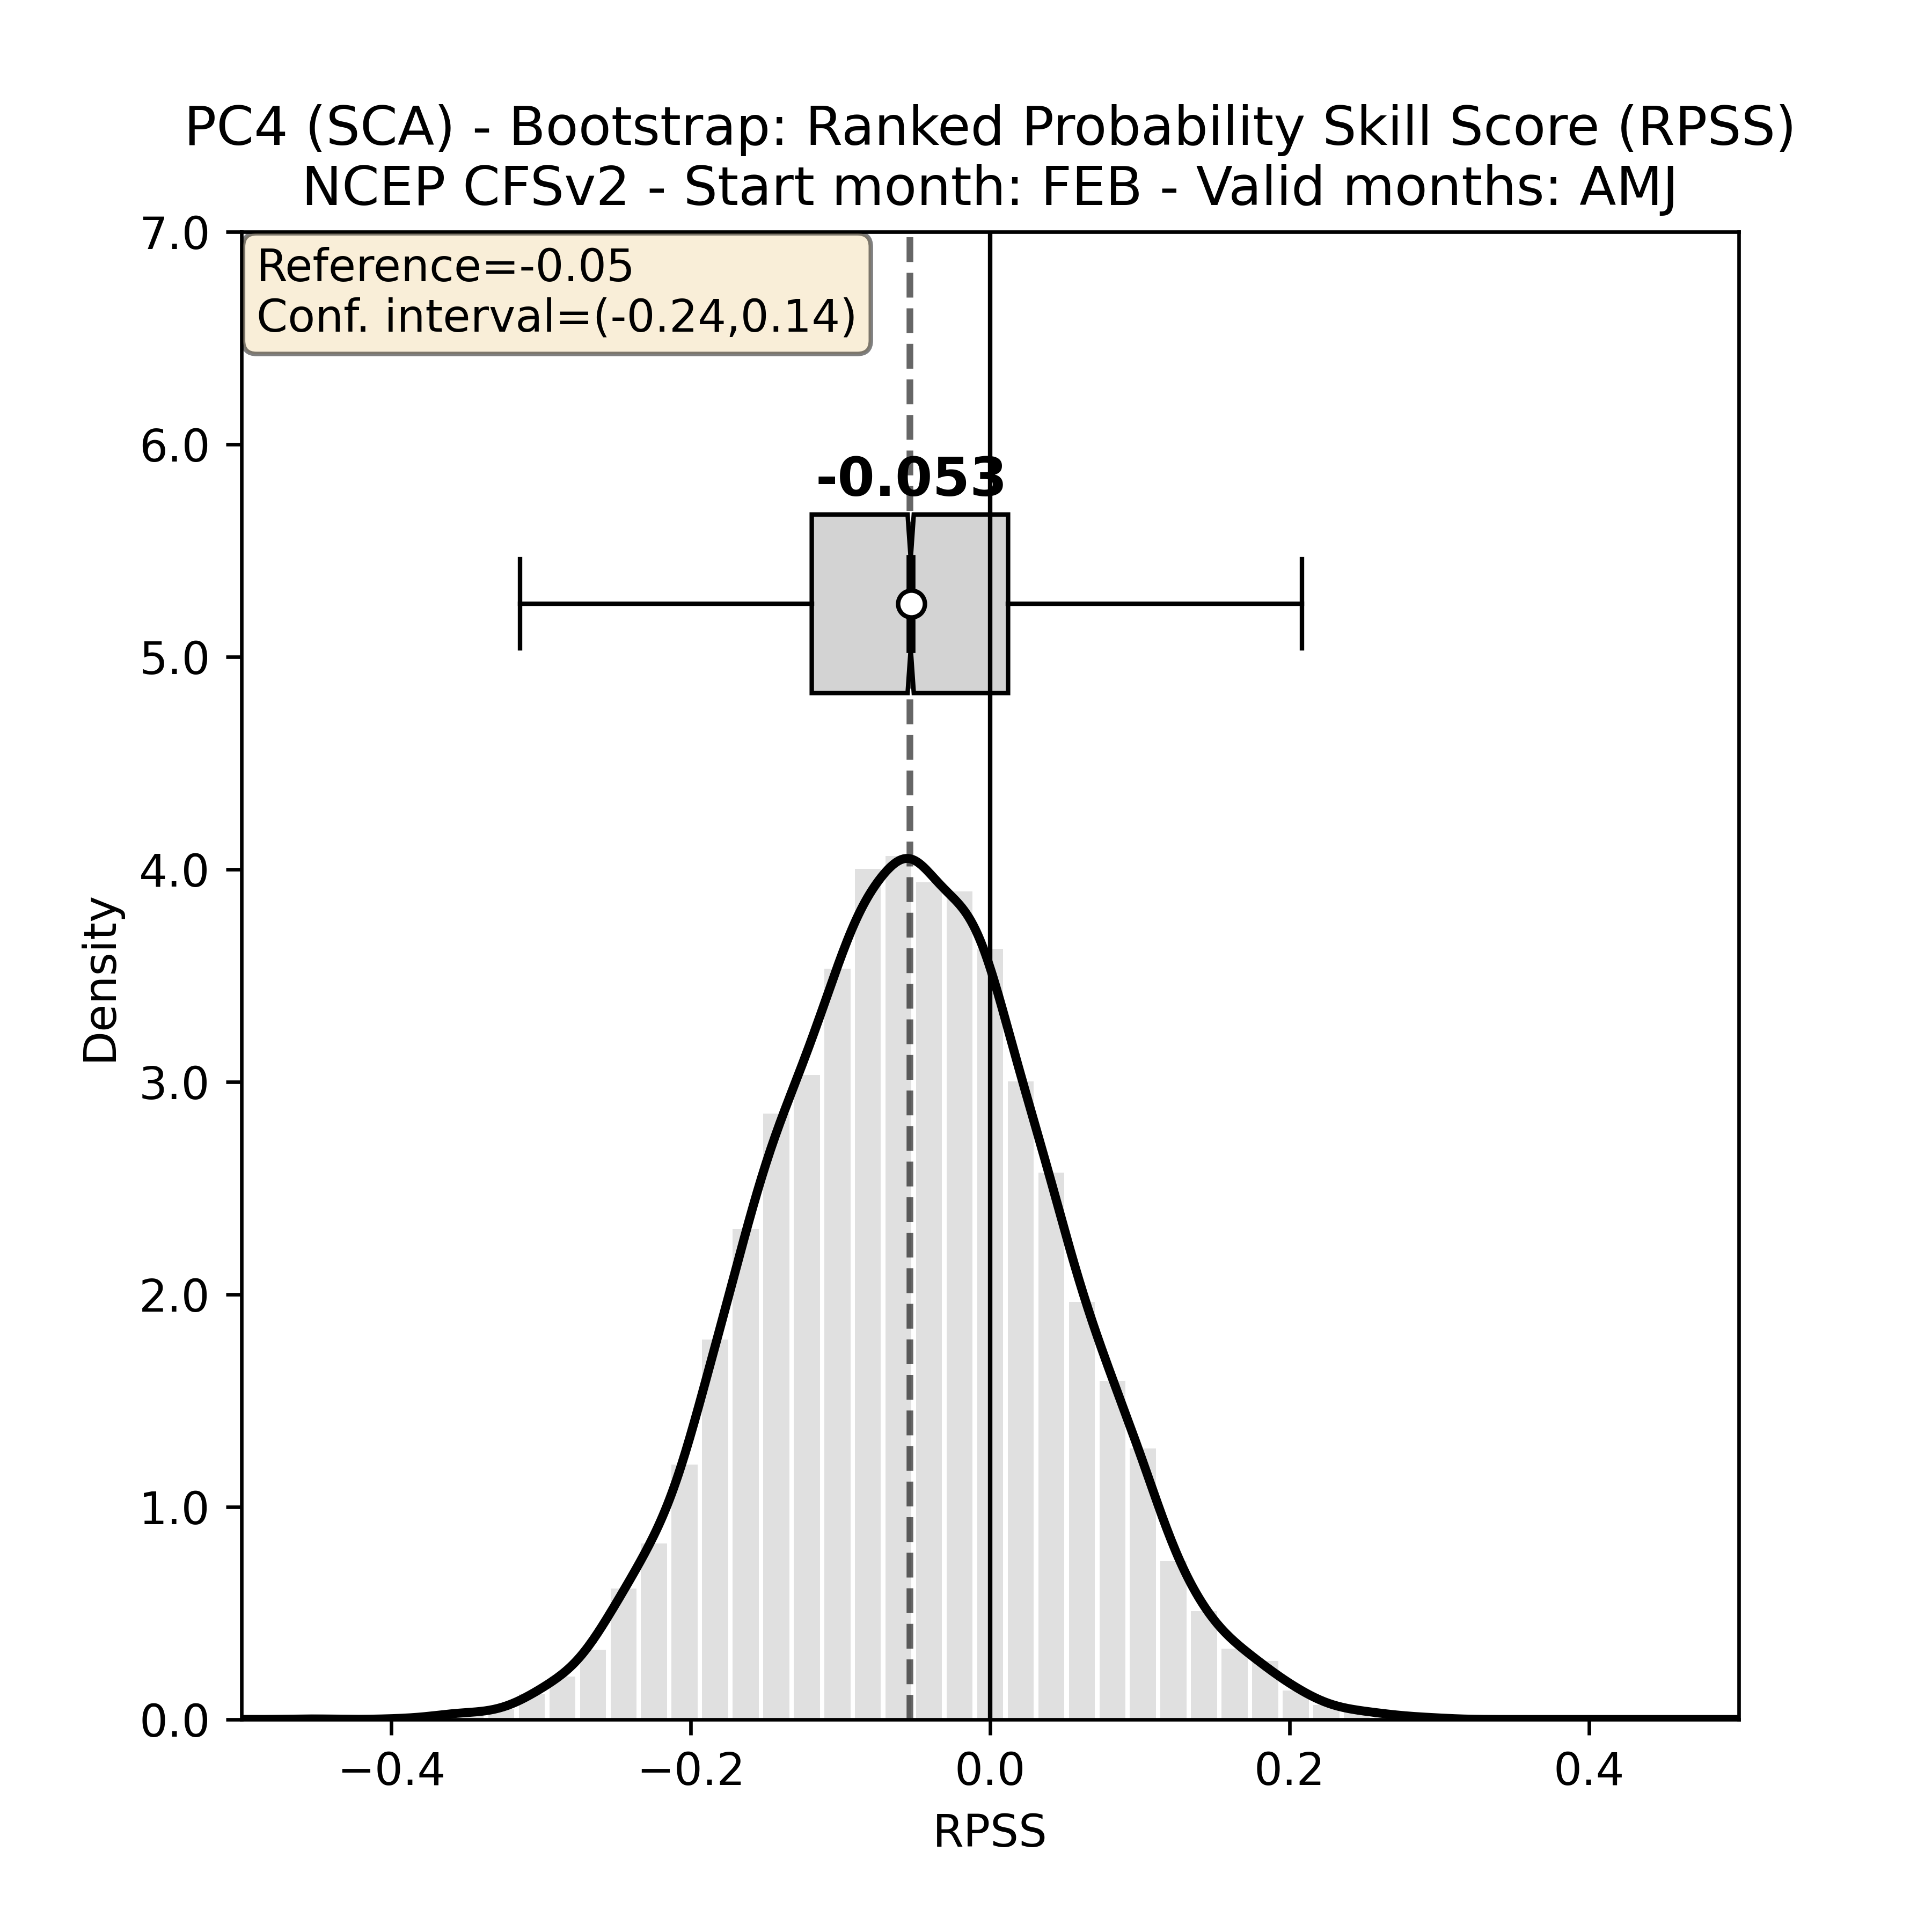 PC4 (SCA) - Bootstrap: Ranked Probability Skill Score (RPSS)
NCEP CFSv2 - Start month: FEB - Valid months: AMJ
Reference=-0.05
Conf. interval=(-0.24,0.14)
-0.053
7.0
6.0
5.0
4.0
3.0
2.0
1.0
0.0
Density
−0.4
−0.2
0.0
0.2
0.4
RPSS